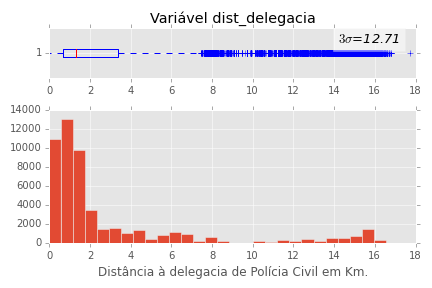 Variável dist_delegacia
3σ=12.71
1
0 2 4 6 8 10 12 14 16 18
14000
12000
10000
8000
6000
4000
2000
0
0 2 4 6 8 10 12 14 16 18
Distância à delegacia de Polícia Civil em Km.